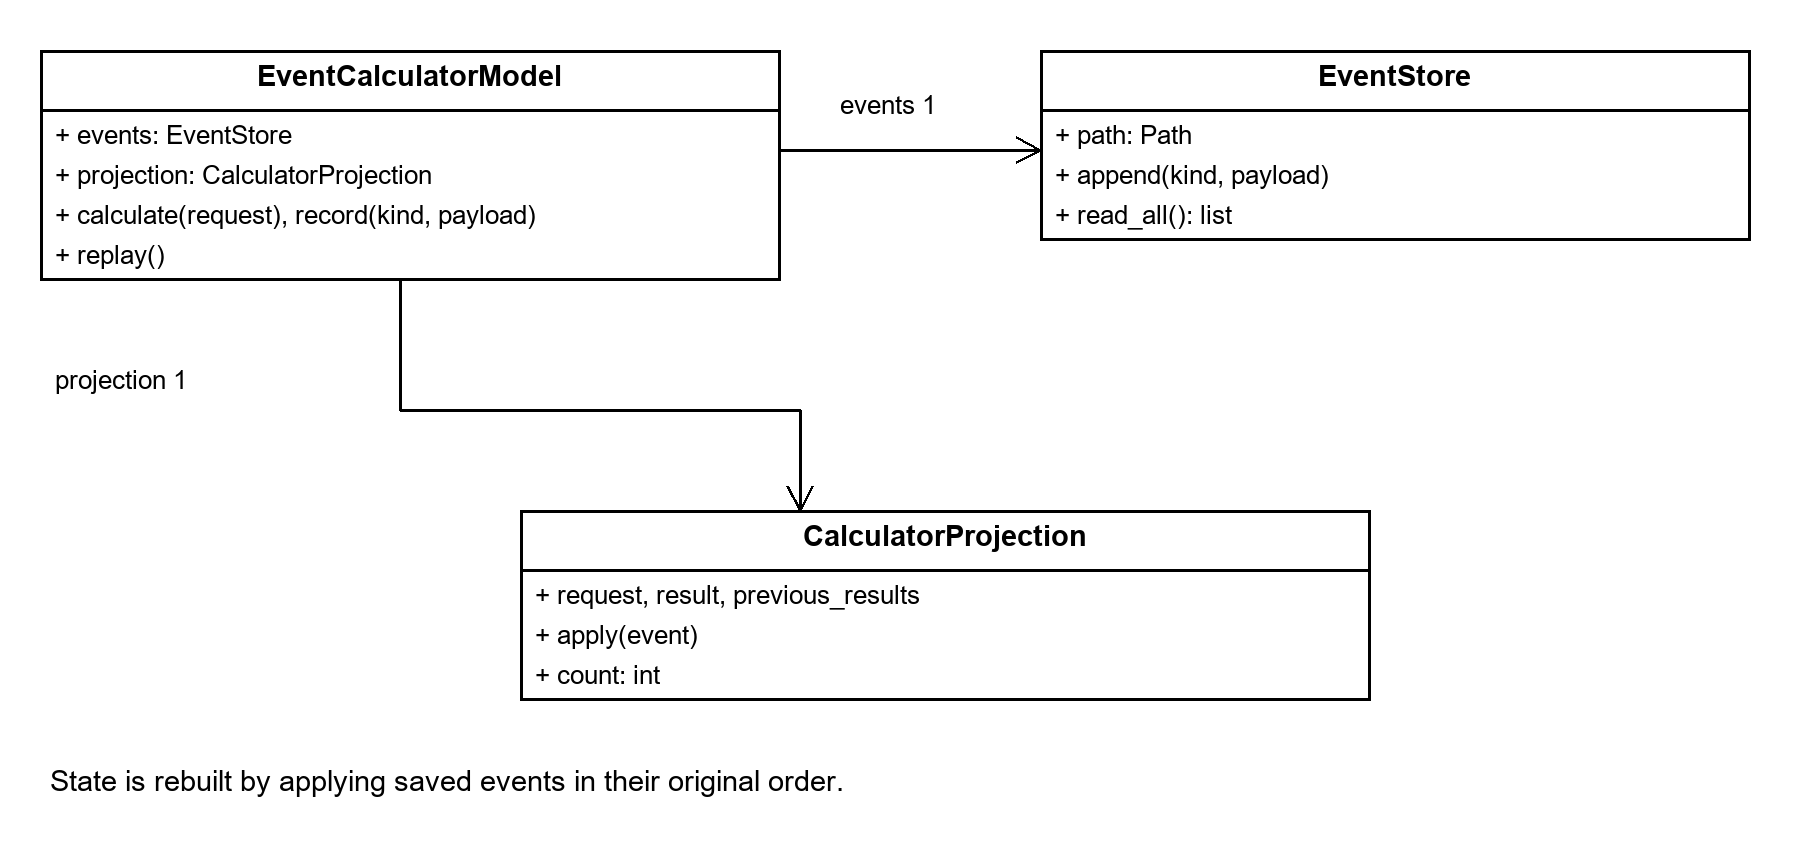 EventCalculatorModel
+ events: EventStore
+ projection: CalculatorProjection
+ calculate(request), record(kind, payload)
+ replay()
events 1
EventStore
+ path: Path
+ append(kind, payload)
+ read_all(): list
projection 1
CalculatorProjection
+ request, result, previous_results
+ apply(event)
+ count: int
State is rebuilt by applying saved events in their original order.